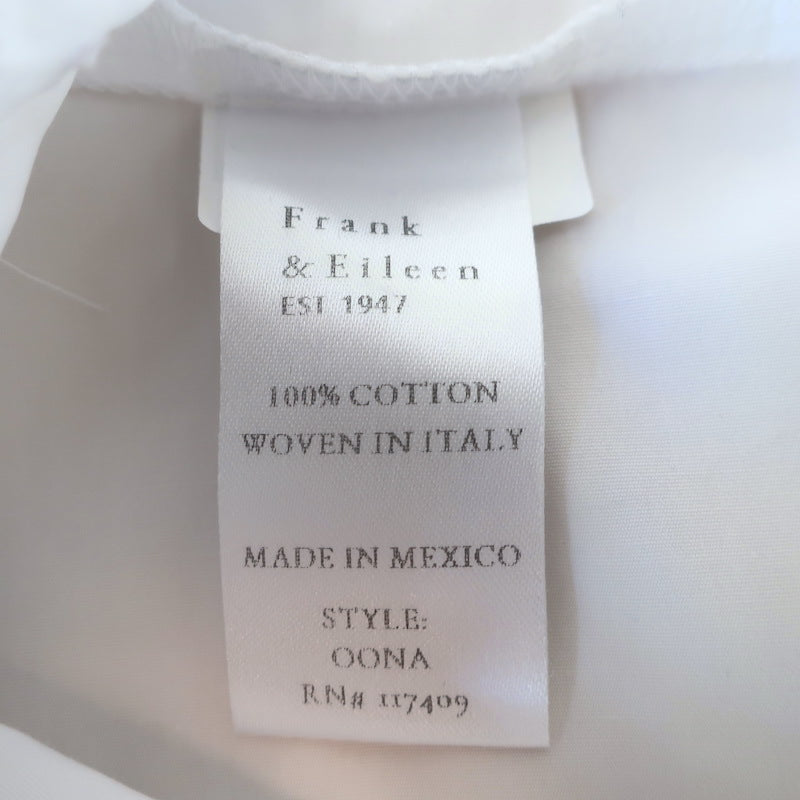 Frank
& Eileen
EST 1947
100% COTTON
WOVEN IN ITALY
MADE IN MEXICO
STYLE:
OONA
RN# 117409